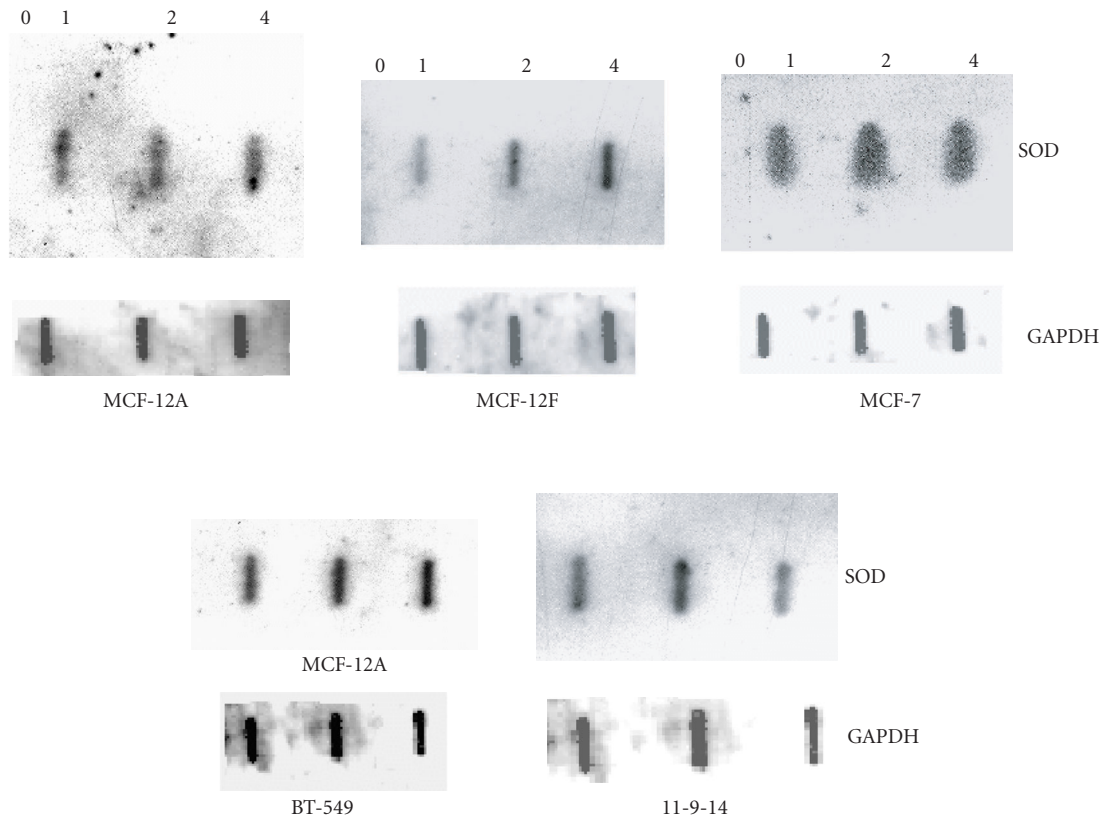 0 1 2 4
0 1 2 4
0 1 2 4
SOD
GAPDH
MCF-12A
MCF-12F
MCF-7
SOD
MCF-12A
GAPDH
BT-549
11-9-14